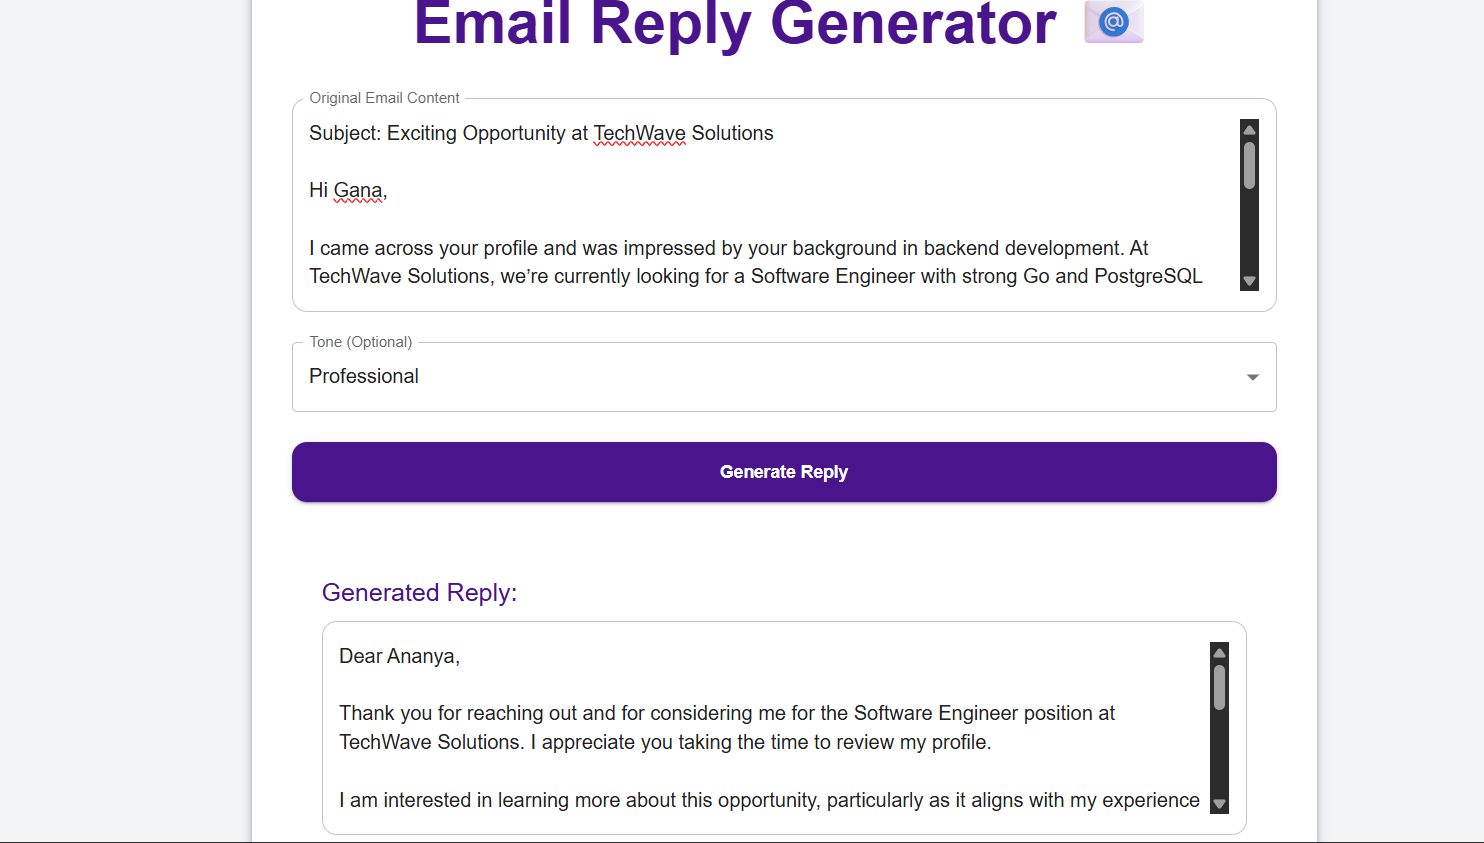 Email Reply Generator
Original Email Content
Subject: Exciting Opportunity at TechWave Solutions
Hi Gana,
I came across your profile and was impressed by your background in backend development. At
TechWave Solutions, we’re currently looking for a Software Engineer with strong Go and PostgreSQL
Tone (Optional)
Professional
Generate Reply
Generated Reply:
Dear Ananya,
Thank you for reaching out and for considering me for the Software Engineer position at
TechWave Solutions. I appreciate you taking the time to review my profile.
I am interested in learning more about this opportunity, particularly as it aligns with my experience